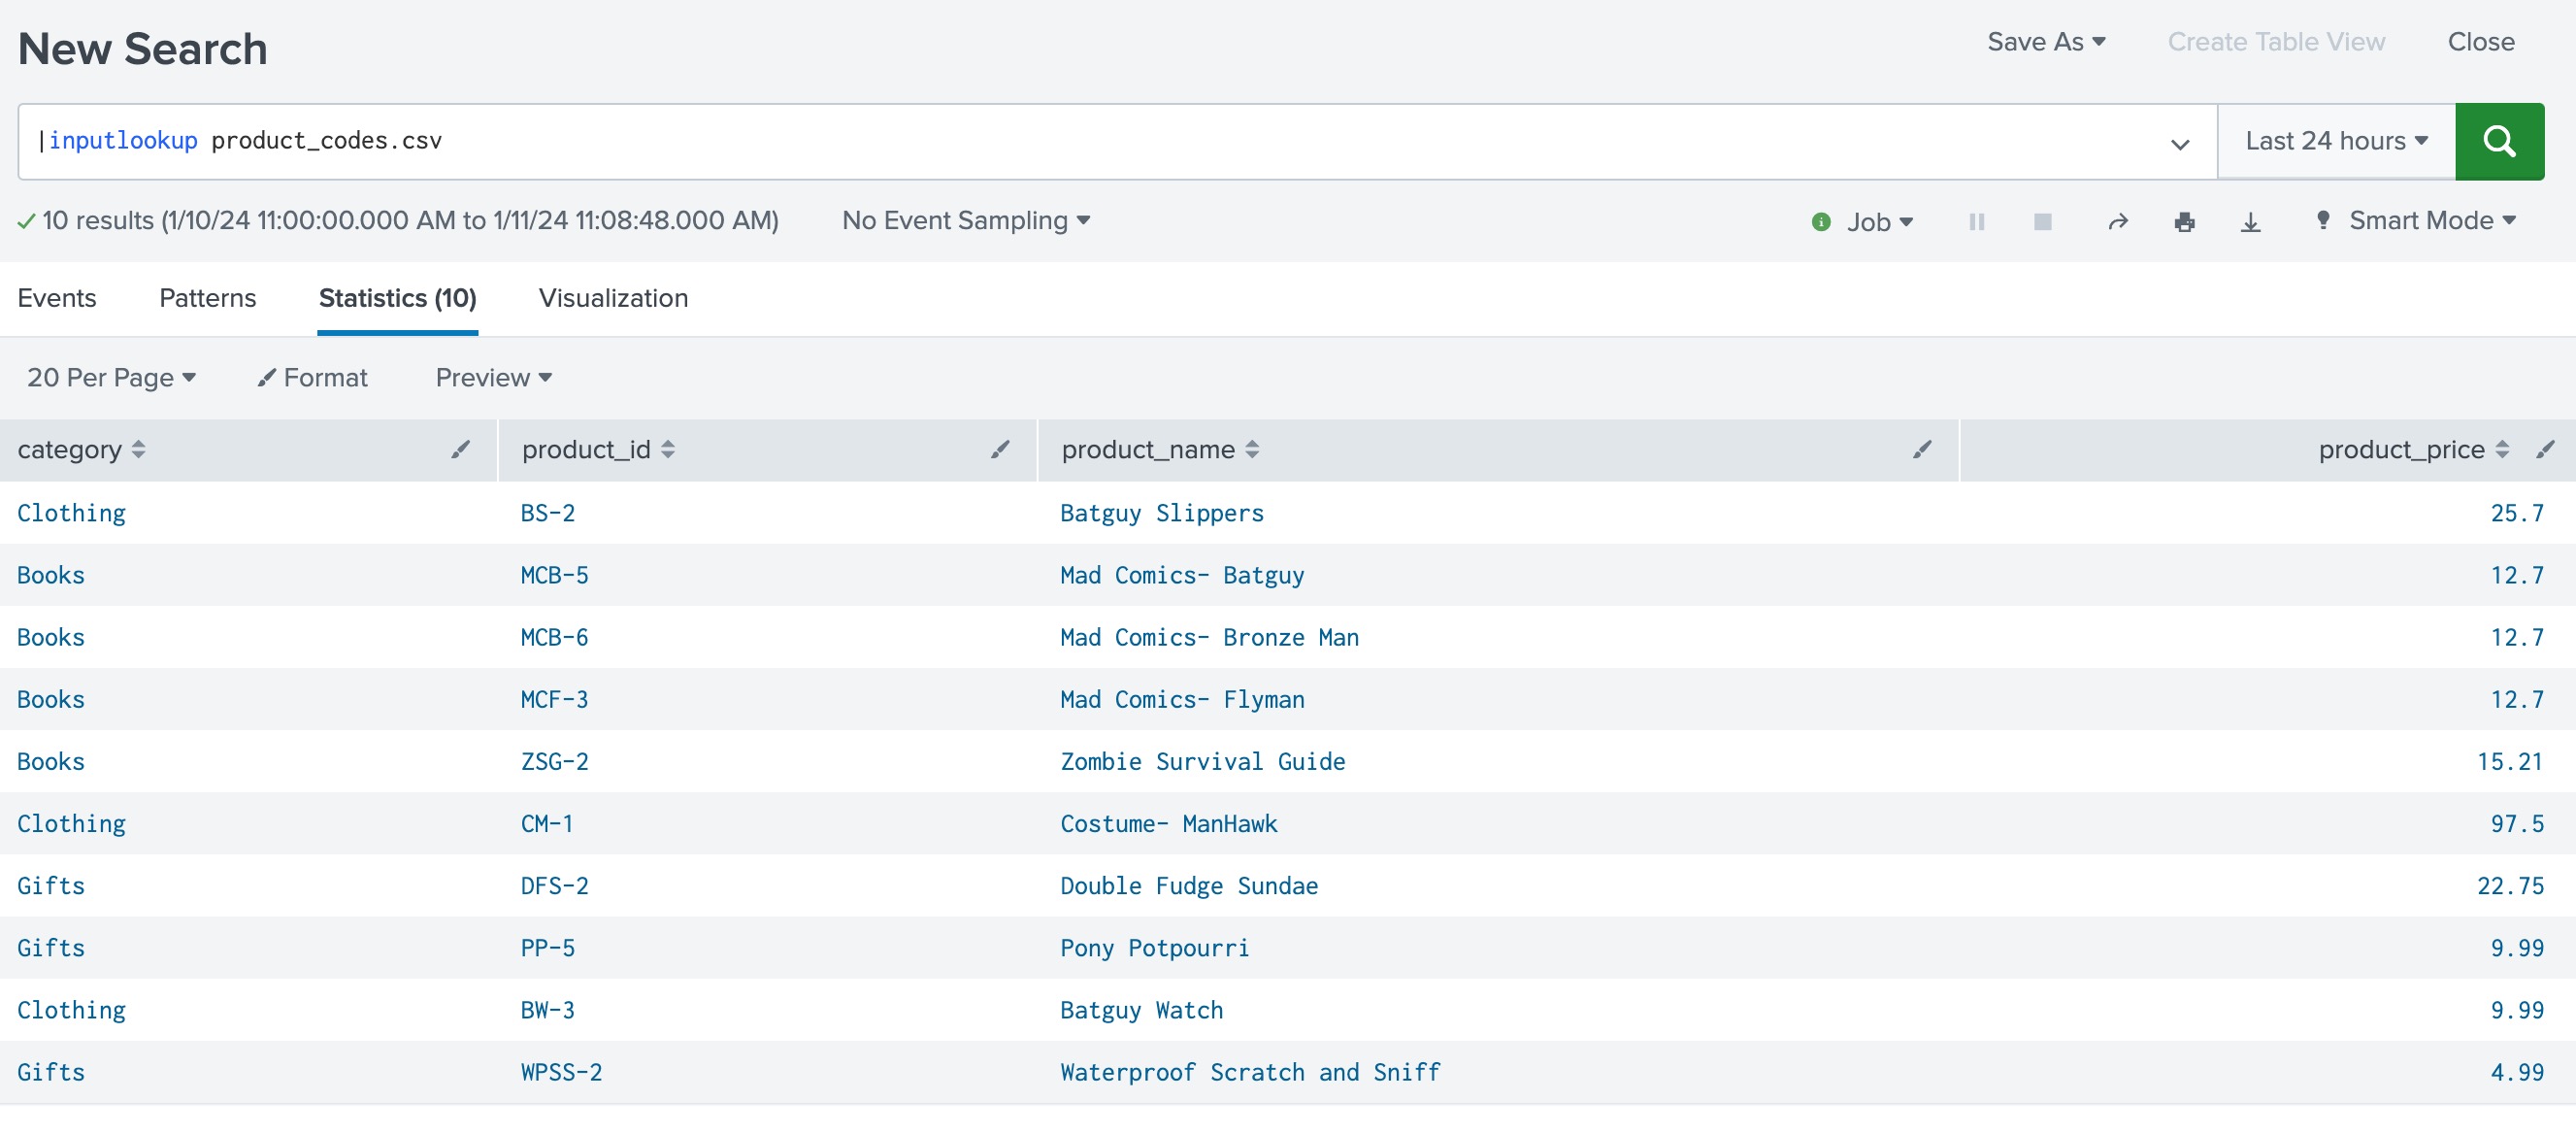 New Search Save As Create Table View Close
|inputlookup product_codes.csv Last 24 hours
10 results (1/10/24 11:00:00.000 AM to 1/11/24 11:08:48.000 AM) No Event Sampling Job Smart Mode
Events Patterns Statistics (10) Visualization
20 Per Page Format Preview
category product_id product_name product_price
Clothing BS-2 Batguy Slippers 25.7
Books MCB-5 Mad Comics- Batguy 12.7
Books MCB-6 Mad Comics- Bronze Man 12.7
Books MCF-3 Mad Comics- Flyman 12.7
Books ZSG-2 Zombie Survival Guide 15.21
Clothing CM-1 Costume- ManHawk 97.5
Gifts DFS-2 Double Fudge Sundae 22.75
Gifts PP-5 Pony Potpourri 9.99
Clothing BW-3 Batguy Watch 9.99
Gifts WPSS-2 Waterproof Scratch and Sniff 4.99